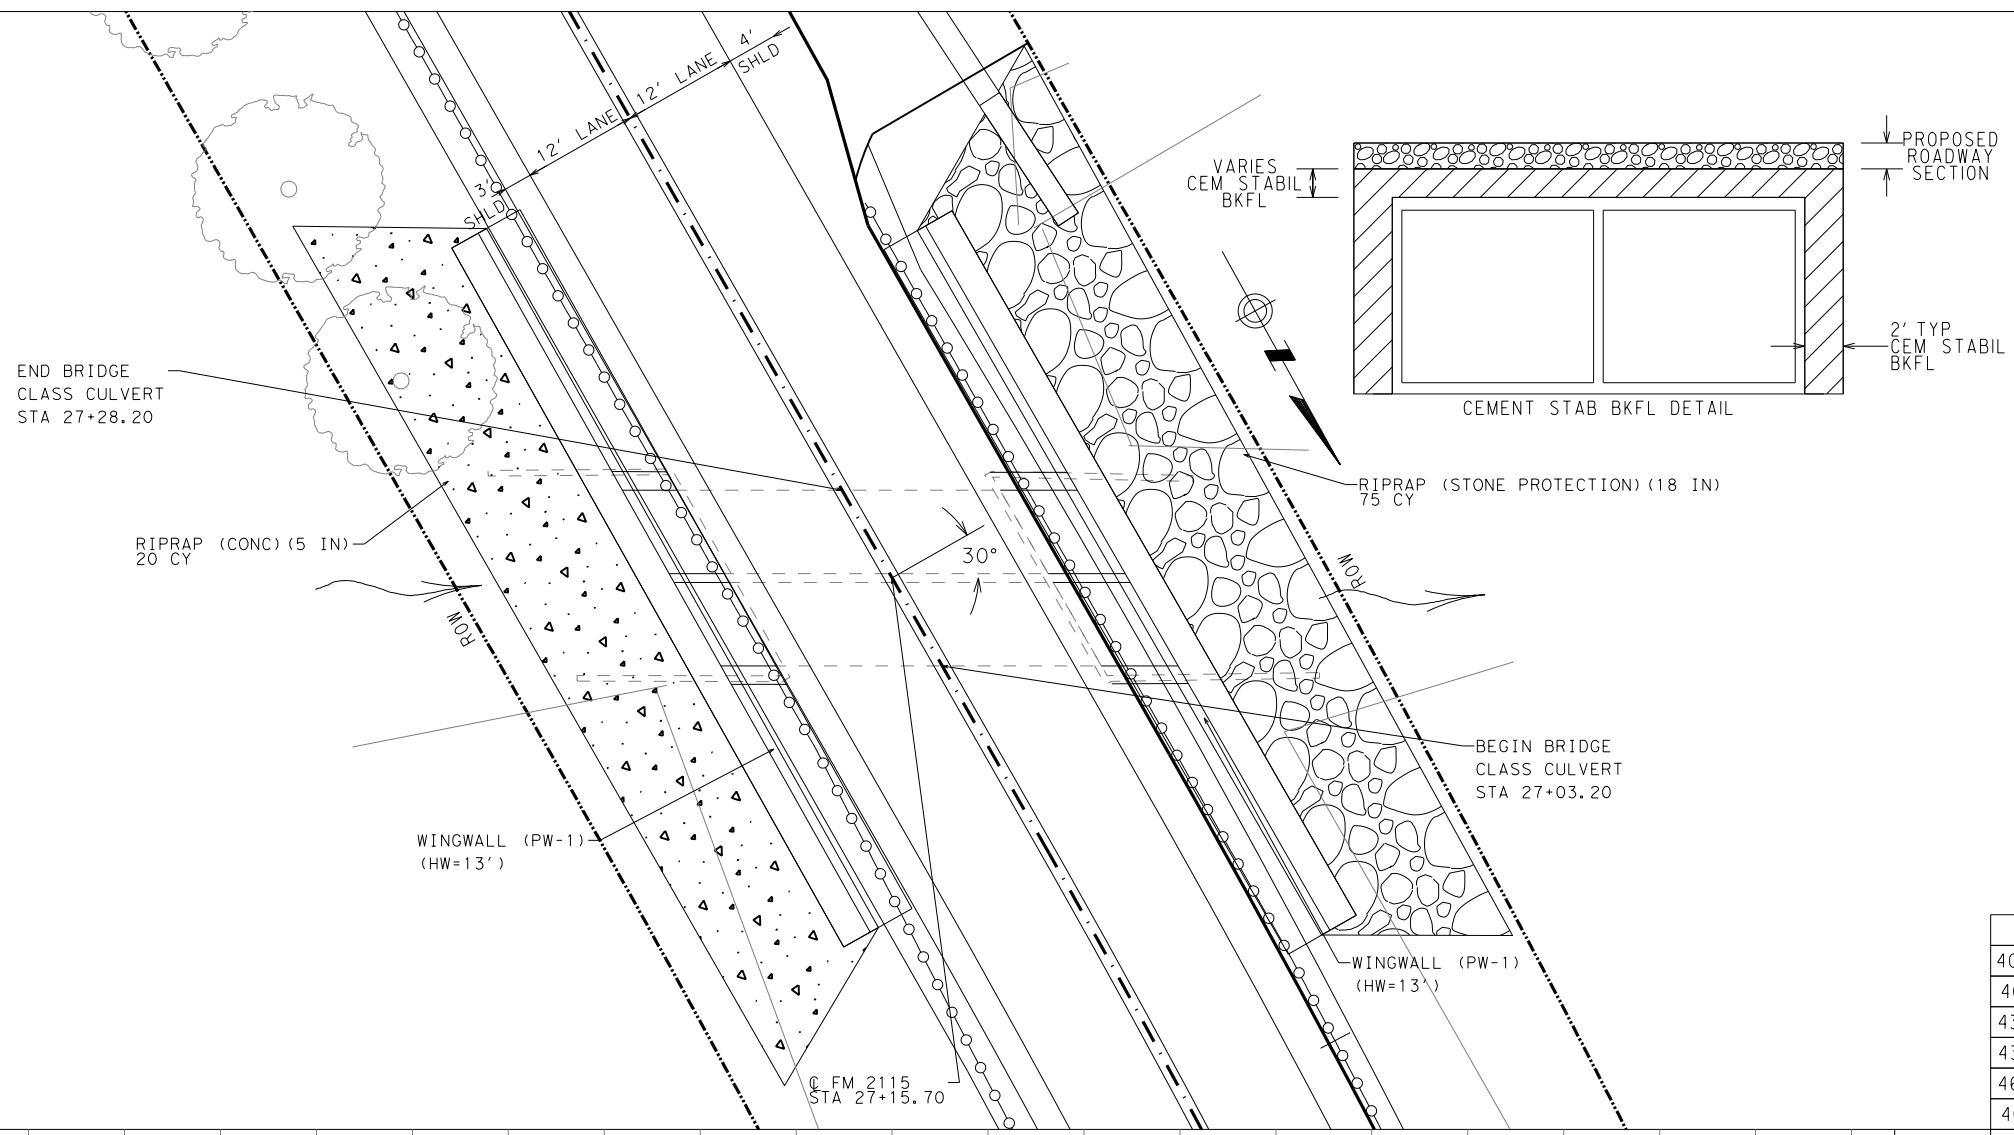 4'
SHLD
12' LANE
12' LANE
3'
SHLD
PROPOSED
ROADWAY
SECTION
VARIES
CEM STABIL
BKFL
2' TYP
CEM STABIL
BKFL
CEMENT STAB BKFL DETAIL
END BRIDGE
CLASS CULVERT
STA 27+28.20
RIPRAP (STONE PROTECTION)(18 IN)
75 CY
RIPRAP (CONC)(5 IN)
20 CY
30°
ROW
ROW
BEGIN BRIDGE
CLASS CULVERT
STA 27+03.20
WINGWALL (PW-1)
(HW=13')
WINGWALL (PW-1)
(HW=13')
℄ FM 2115
STA 27+15.70